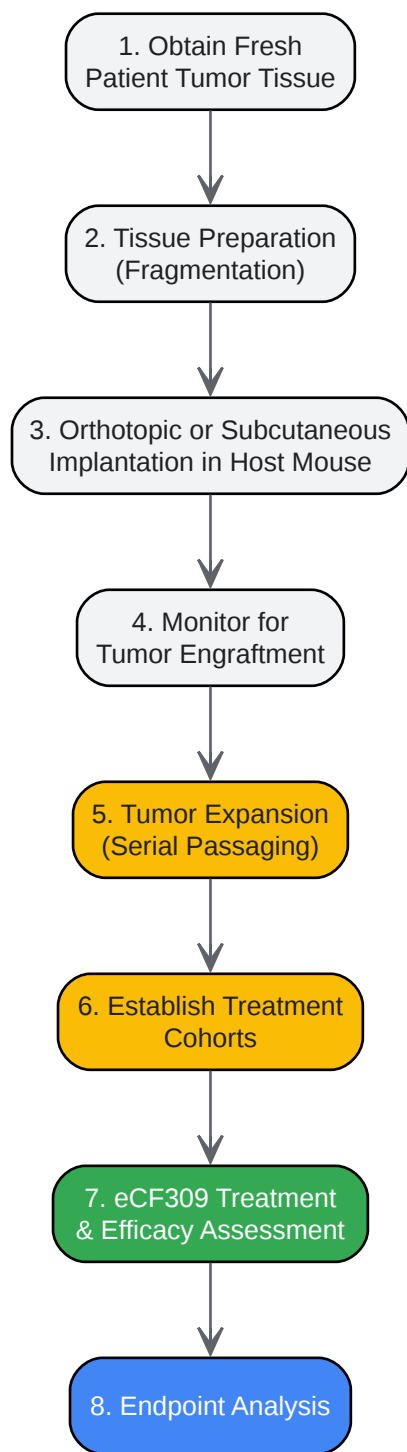 1. Obtain Fresh
Patient Tumor Tissue
2. Tissue Preparation
(Fragmentation)
3. Orthotopic or Subcutaneous
Implantation in Host Mouse
4. Monitor for
Tumor Engraftment
5. Tumor Expansion
(Serial Passaging)
6. Establish Treatment
Cohorts
7. eCF309 Treatment
& Efficacy Assessment
8. Endpoint Analysis